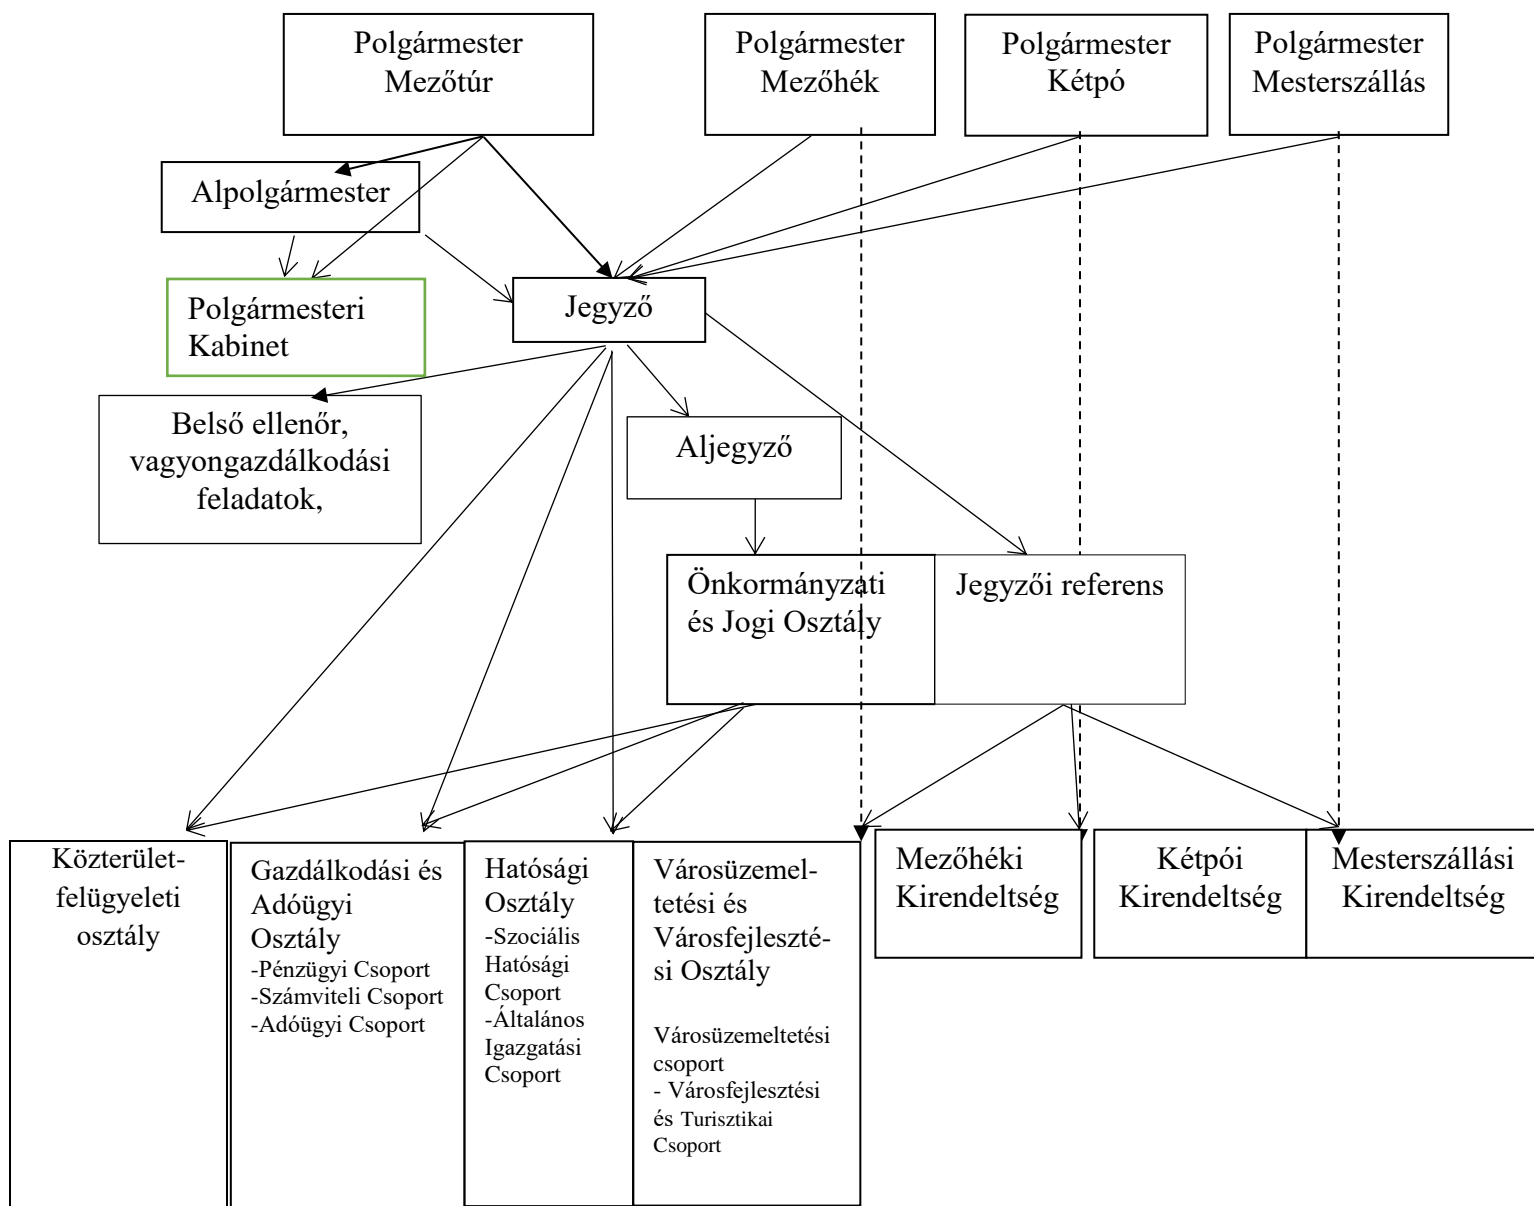 Polgármester
Mezőtúr
Polgármester
Mezőhék
Polgármester
Kétpó
Polgármester
Mesterszállás
Alpolgármester
Polgármesteri
Kabinet
Jegyző
Belső ellenőr,
vagyongazdálkodási
feladatok,
Aljegyző
Önkormányzati
és Jogi Osztály
Jegyzői referens
Közterület-
felügyeleti
osztály
Gazdálkodási és
Adóügyi
Osztály
-Pénzügyi Csoport
-Számviteli Csoport
-Adóügyi Csoport
Hatósági
Osztály
-Szociális
Hatósági
Csoport
-Általános
Igazgatási
Csoport
Városüzemel-
tetési és
Városfejleszté-
si Osztály
Városüzemeltetési
csoport
- Városfejlesztési
és Turisztikai
Csoport
Mezőhéki
Kirendeltség
Kétpói
Kirendeltség
Mesterszállási
Kirendeltség